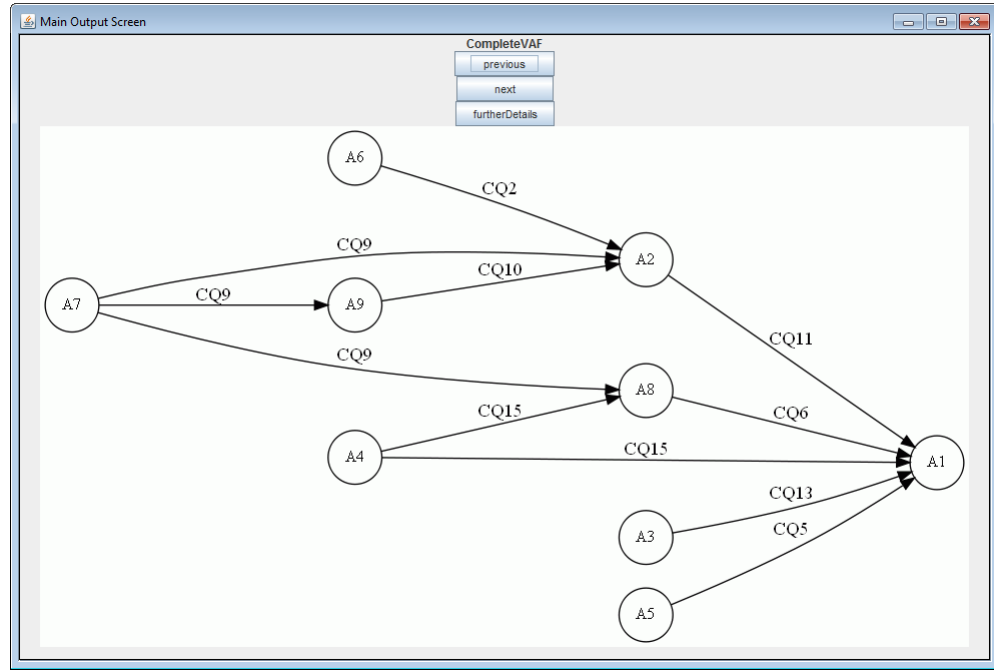 Main Output Screen
CompleteVAF
previous
next
furtherDetails
A6
CQ2
CQ9
A2
CQ10
CQ9
A7
A9
CQ11
CQ9
A8
CQ15
CQ6
CQ15
A4
A1
CQ13
CQ5
A3
A5